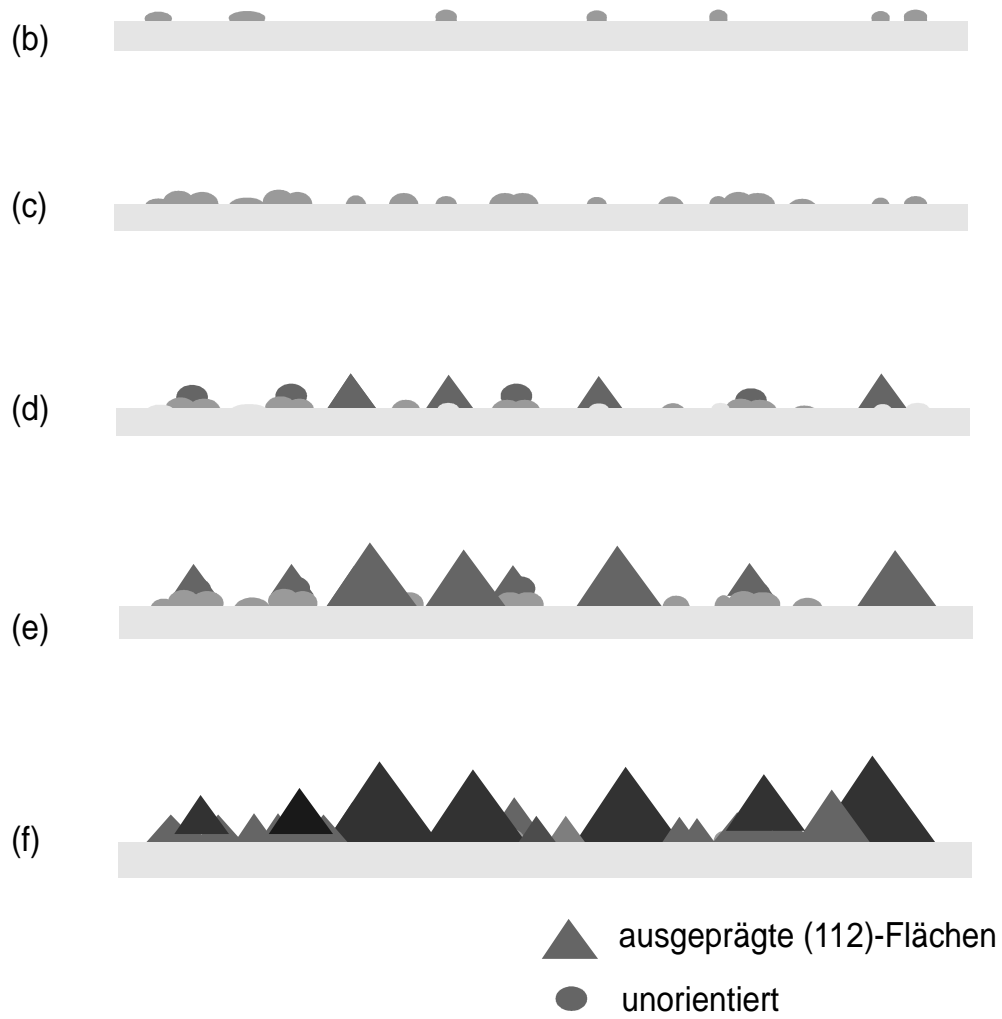 (b)
(c)
(d)
(e)
(f)
ausgeprägte (112)-Flächen
unorientiert